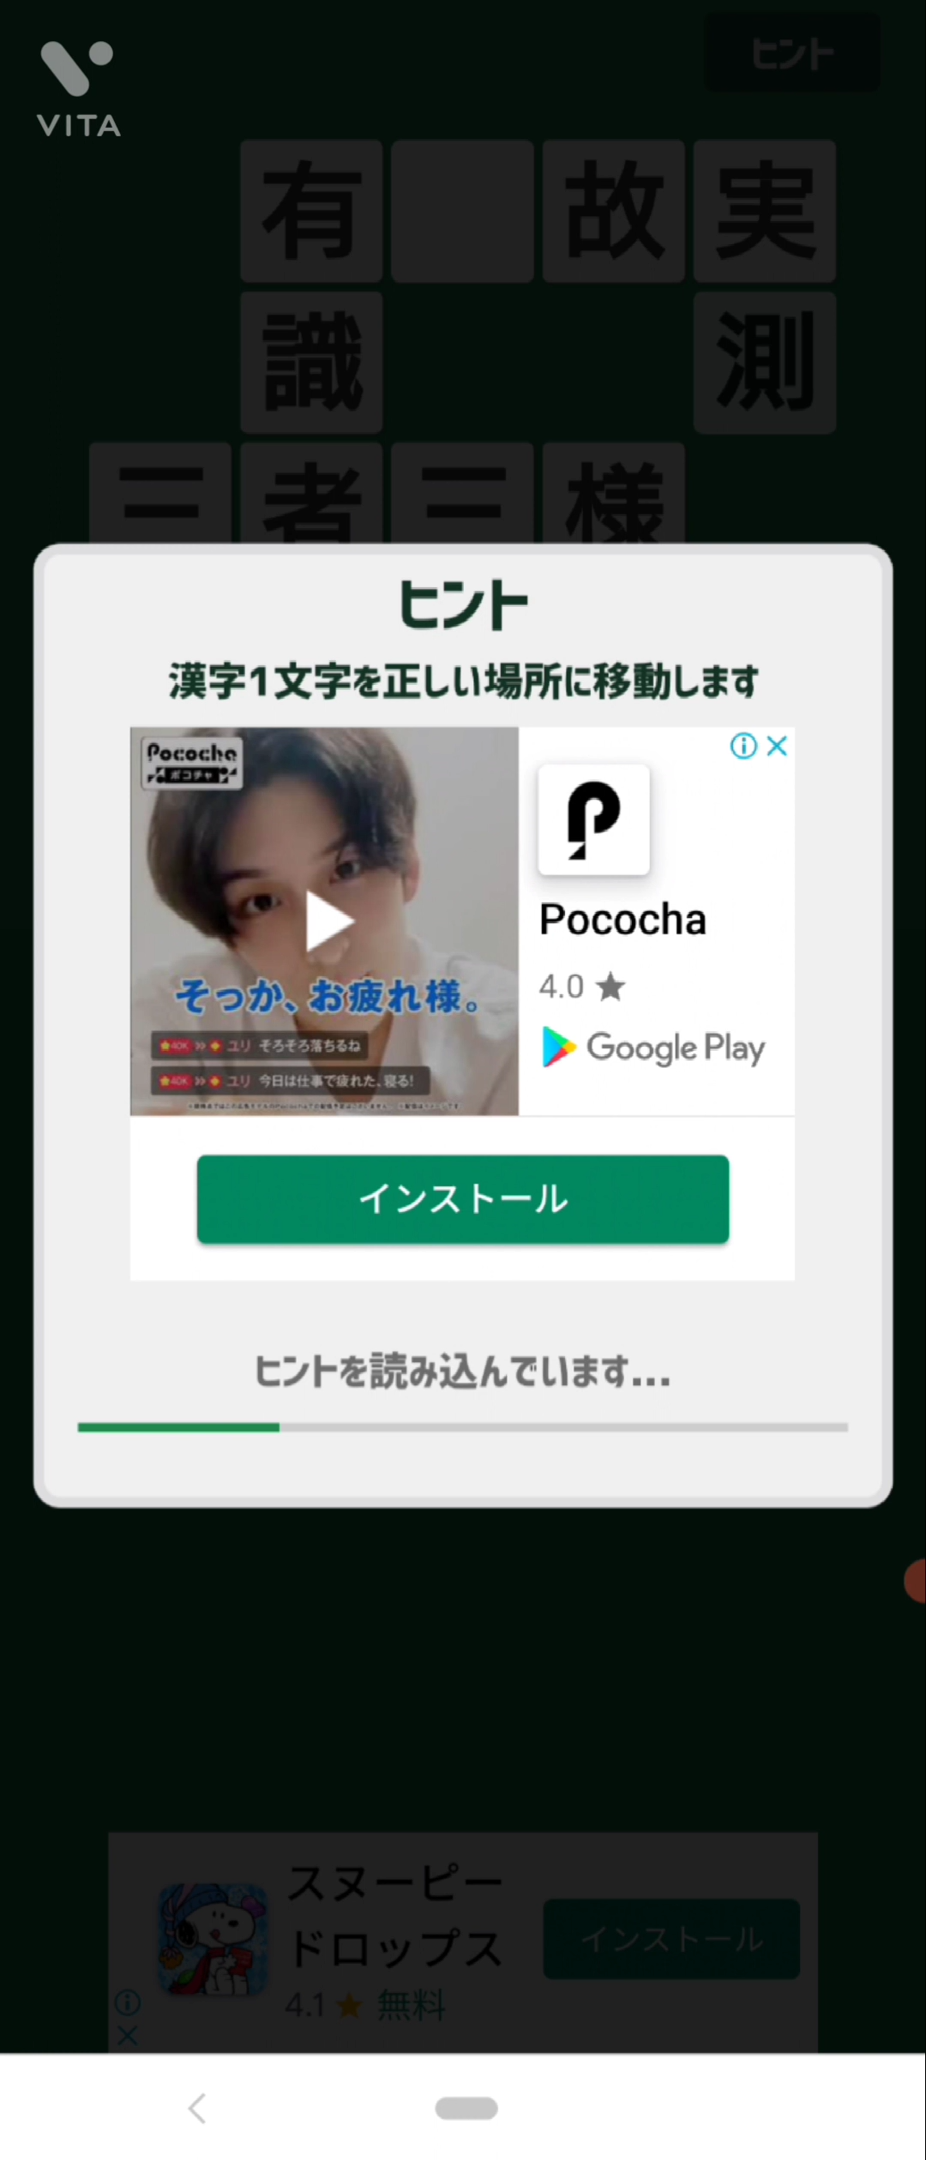 VITA
ヒント
有 故 実
識 測
三 者 三 様
ヒント
漢字1文字を正しい場所に移動します
Pococha
ポコチャ
そっか、お疲れ様。
40K ユリ そろそろ落ちるね
40K ユリ 今日は仕事で疲れた、寝る!
Pococha
4.0
Google Play
インストール
ヒントを読み込んでいます...
スヌーピー
ドロップス
4.1 無料
インストール